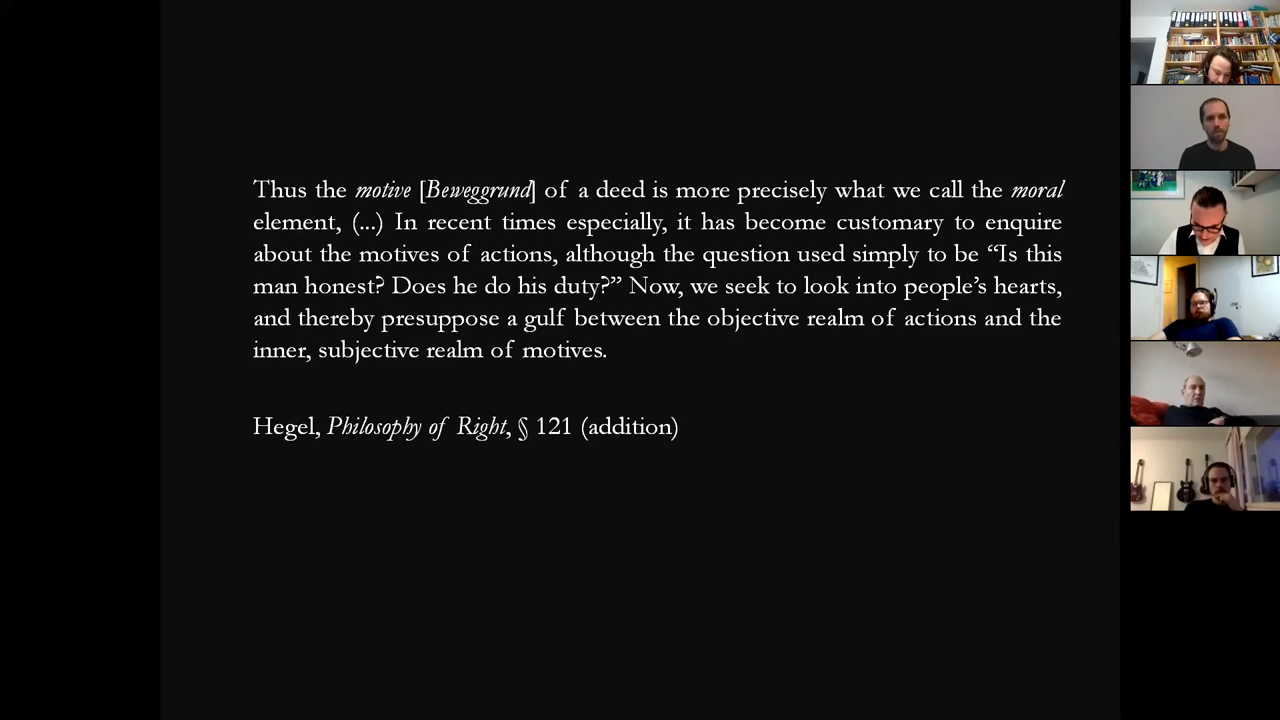 Thus the motive [Beweggrund] of a deed is more precisely what we call the moral
element, (...) In recent times especially, it has become customary to enquire
about the motives of actions, although the question used simply to be “Is this
man honest? Does he do his duty?” Now, we seek to look into people’s hearts,
and thereby presuppose a gulf between the objective realm of actions and the
inner, subjective realm of motives.
Hegel, Philosophy of Right, § 121 (addition)